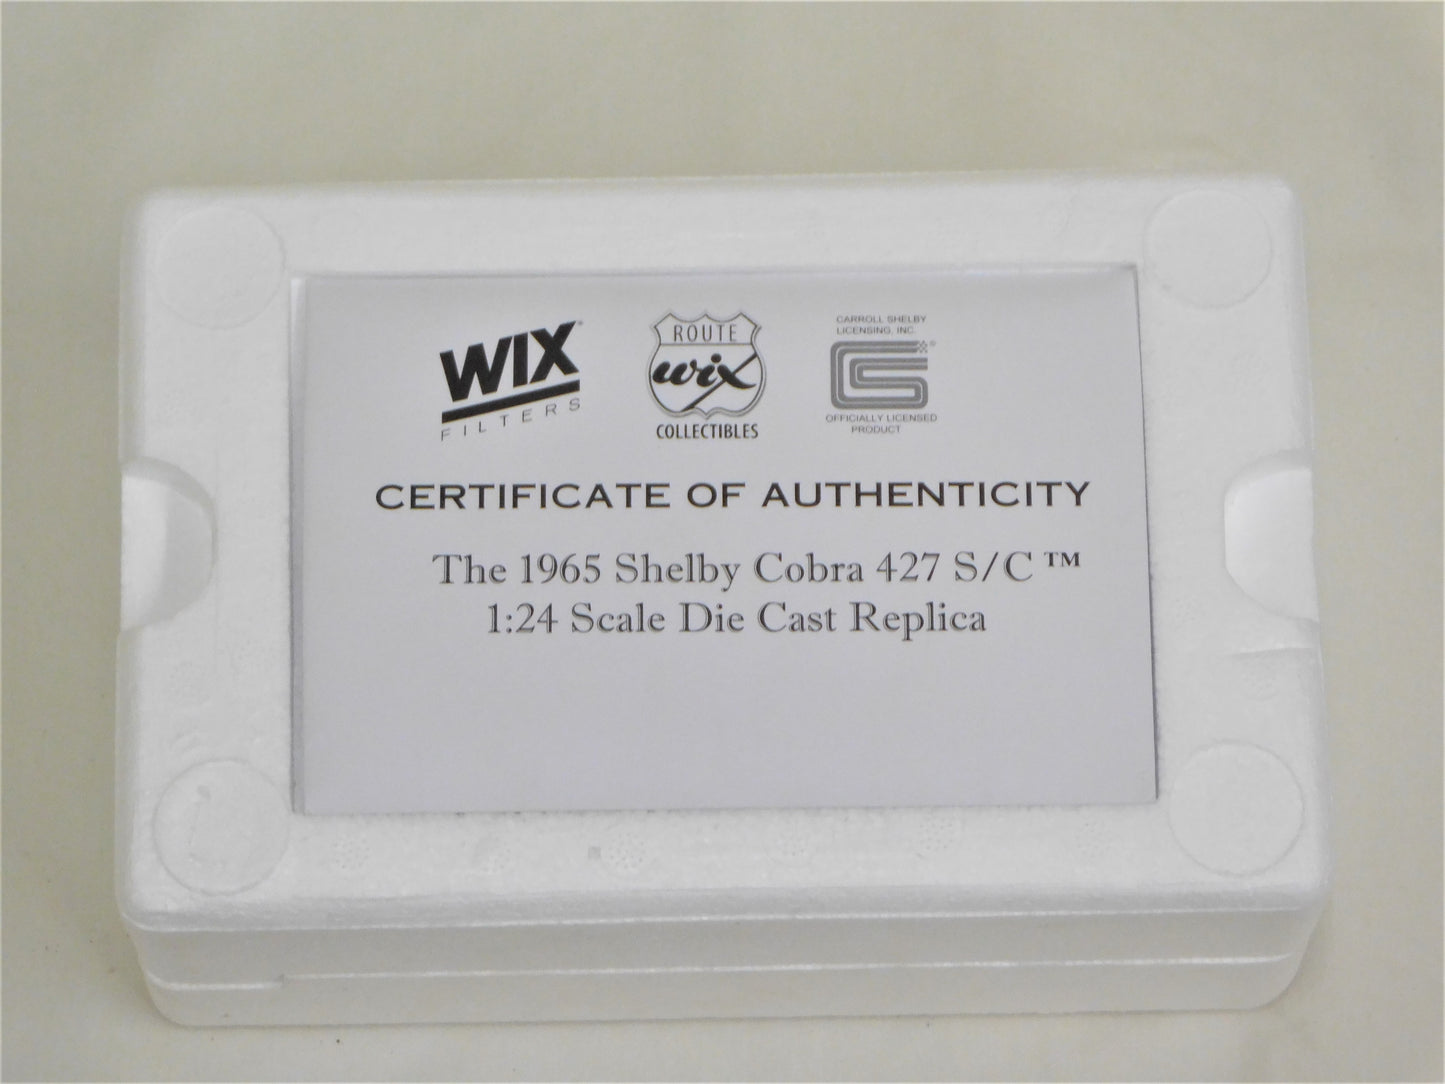 WIX
FILTERS
ROUTE
wix
COLLECTIBLES
CARROLL SHELBY
LICENSING, INC.
CS®
OFFICIALLY LICENSED
PRODUCT
CERTIFICATE OF AUTHENTICITY
The 1965 Shelby Cobra 427 S/C ™
1:24 Scale Die Cast Replica